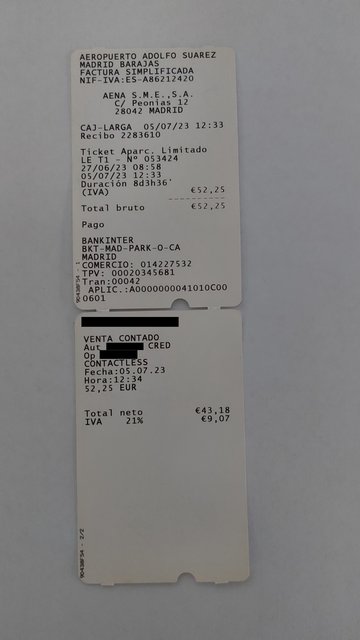 AEROPUERTO ADOLFO SUAREZ
MADRID BARAJAS
FACTURA SIMPLIFICADA
NIF-IVA:ES-A86212420
AENA S.M.E.,S.A.
C/ Peonias 12
28042 MADRID
CAJ-LARGA 05/07/23 12:33
Recibo 2283610
Ticket Aparc. Limitado
LE T1 - Nº 053424
27/06/23 08:58
05/07/23 12:33
Duración 8d3h36'
(IVA) €52,25
Total bruto €52,25
Pago
BANKINTER
BKT-MAD-PARK-O-CA
MADRID
COMERCIO: 014227532
TPV: 00020345681
Tran:00042
APLIC.:A0000000041010C00
0601
VENTA CONTADO
Aut CRED
Op
CONTACTLESS
Fecha:05.07.23
Hora:12:34
52,25 EUR
Total neto €43,18
IVA 21% €9,07